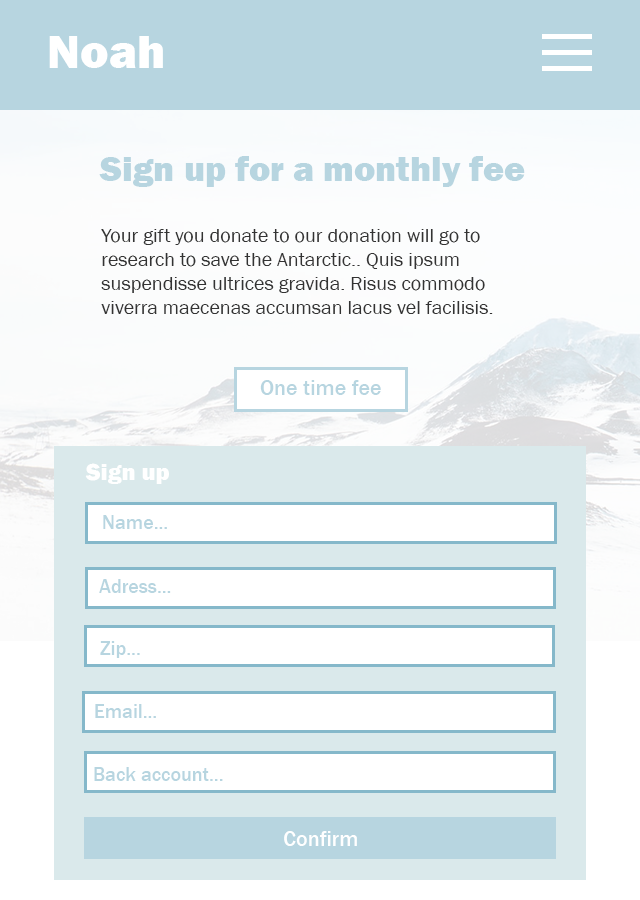 Noah
Sign up for a monthly fee
Your gift you donate to our donation will go to
research to save the Antarctic.. Quis ipsum
suspendisse ultrices gravida. Risus commodo
viverra maecenas accumsan lacus vel facilisis.
One time fee
Sign up
Name...
Adress...
Zip...
Email...
Back account...
Confirm